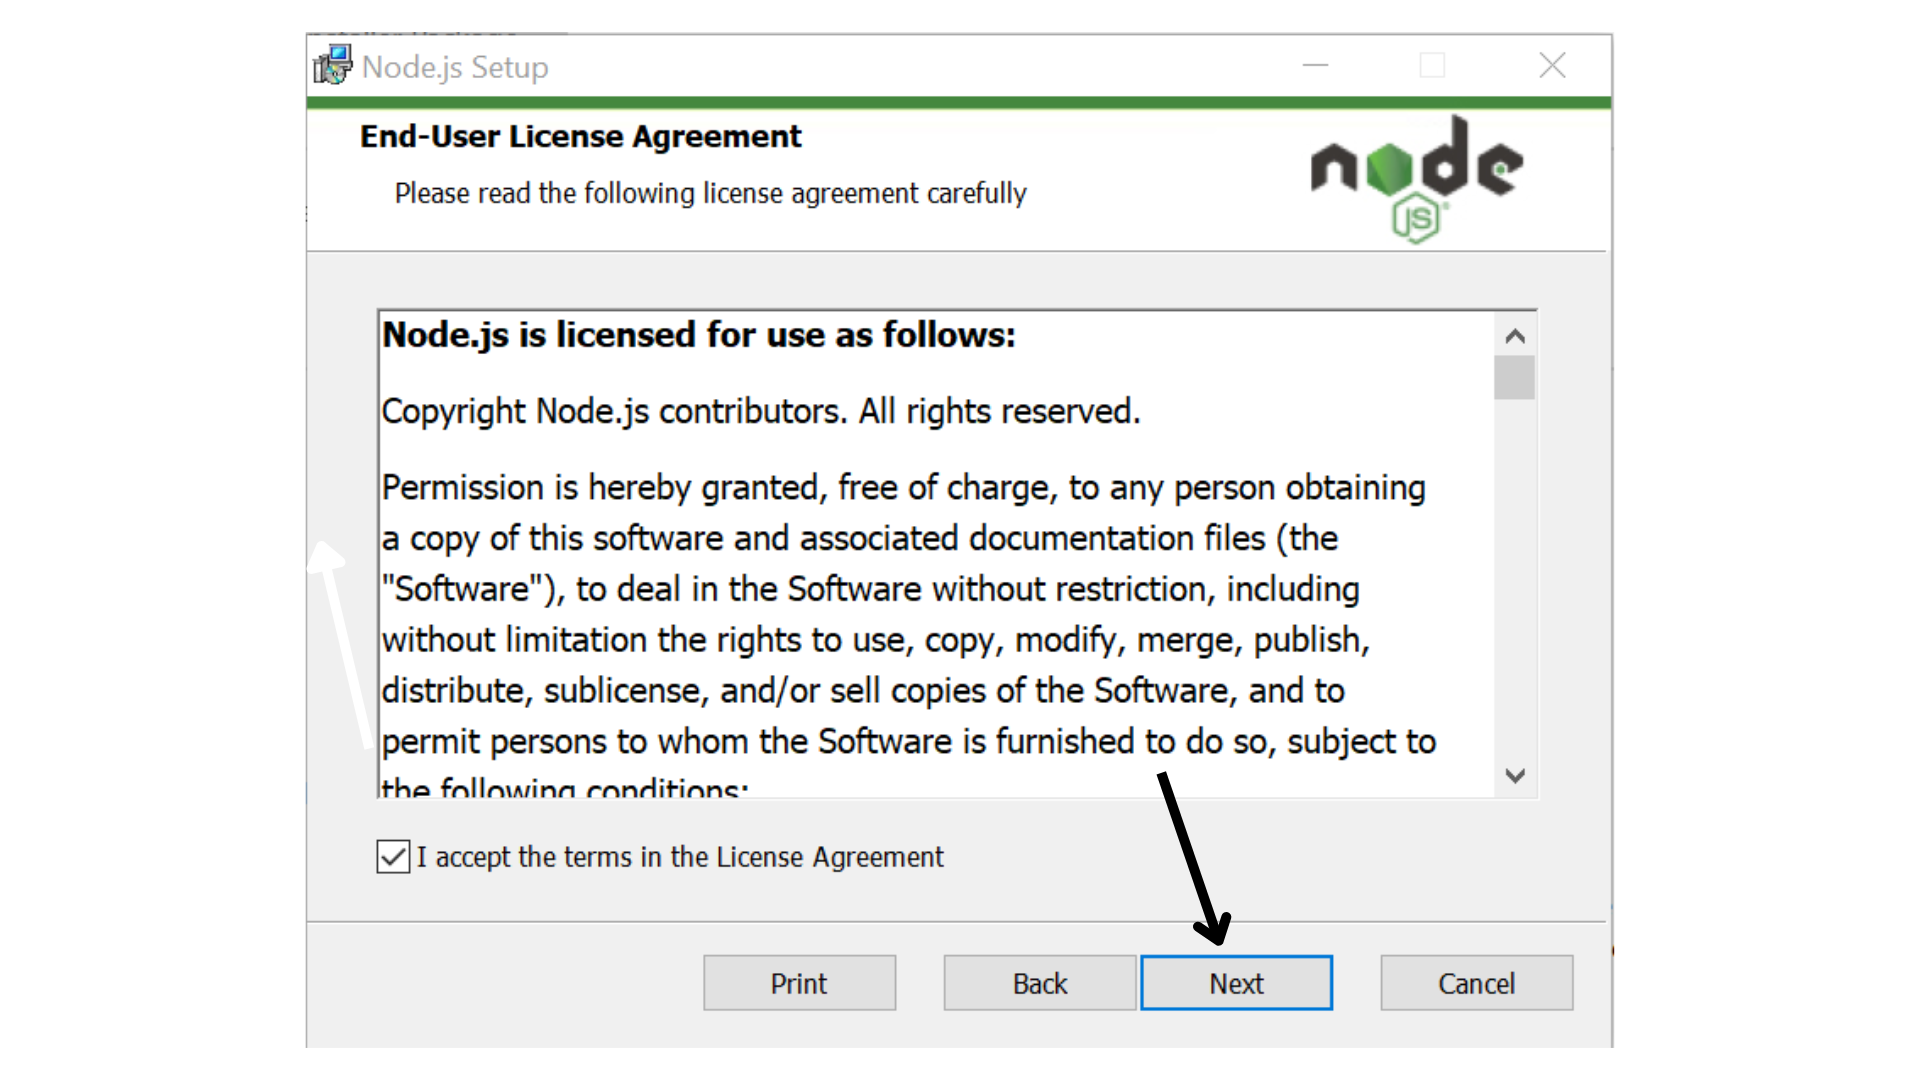 Node.js Setup
End-User License Agreement
Please read the following license agreement carefully
node
JS
Node.js is licensed for use as follows:
Copyright Node.js contributors. All rights reserved.
Permission is hereby granted, free of charge, to any person obtaining
a copy of this software and associated documentation files (the
"Software"), to deal in the Software without restriction, including
without limitation the rights to use, copy, modify, merge, publish,
distribute, sublicense, and/or sell copies of the Software, and to
permit persons to whom the Software is furnished to do so, subject to
the following conditions:
I accept the terms in the License Agreement
Print Back Next Cancel